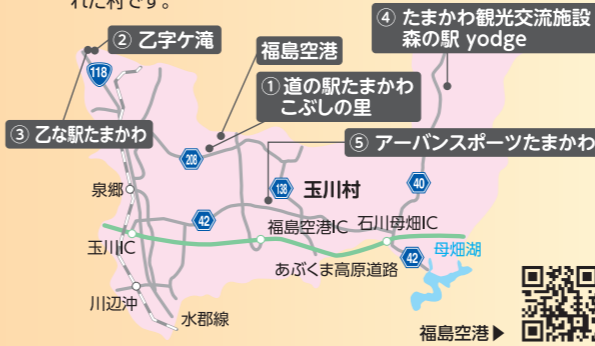 れた村です。
② 乙字ケ滝
④ たまかわ観光交流施設
森の駅 yodge
福島空港
118
① 道の駅たまかわ
こぶしの里
③ 乙な駅たまかわ
⑤ アーバンスポーツたまかわ
208
138
玉川村
40
泉郷
42
福島空港IC
石川母畑IC
玉川IC
42
母畑湖
あぶくま高原道路
川辺沖
水郡線
福島空港▶